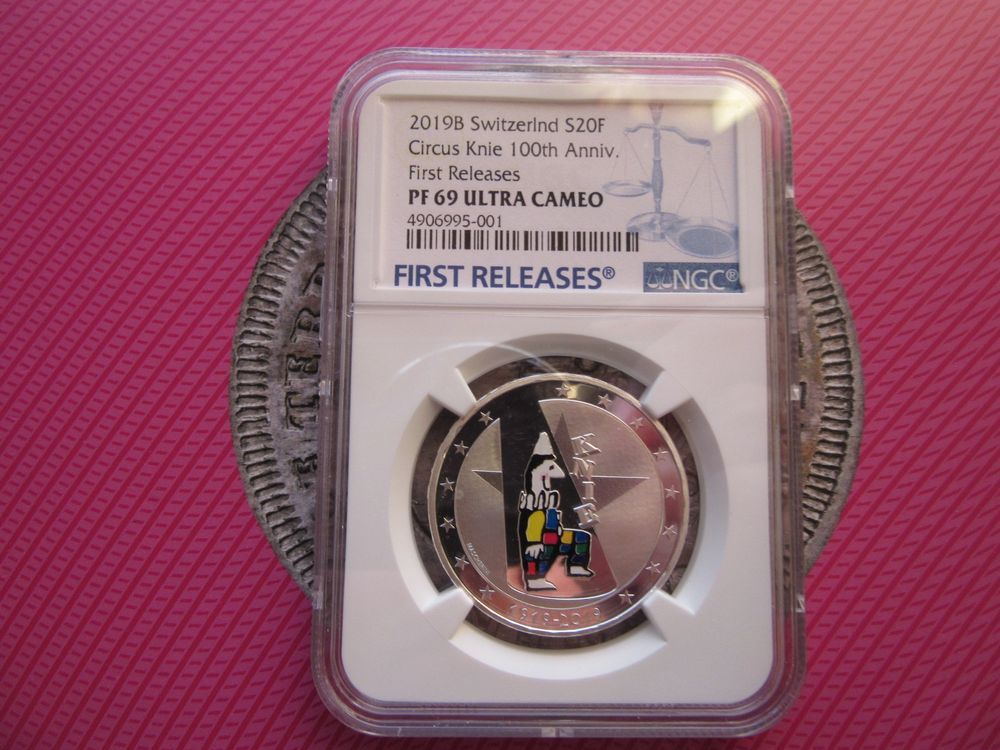 2019B Switzerlnd S20F
Circus Knie 100th Anniv.
First Releases
PF 69 ULTRA CAMEO
4906995-001
FIRST RELEASES®
NGC®
KNIE
1919-2019
TERR